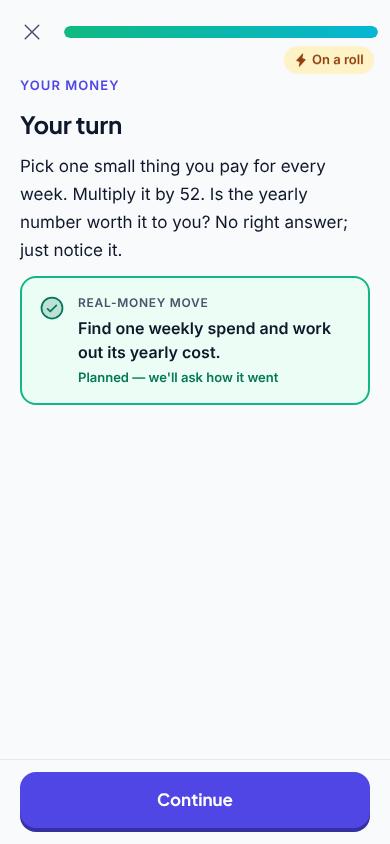 On a roll
YOUR MONEY
Your turn
Pick one small thing you pay for every
week. Multiply it by 52. Is the yearly
number worth it to you? No right answer;
just notice it.
REAL-MONEY MOVE
Find one weekly spend and work
out its yearly cost.
Planned — we'll ask how it went
Continue